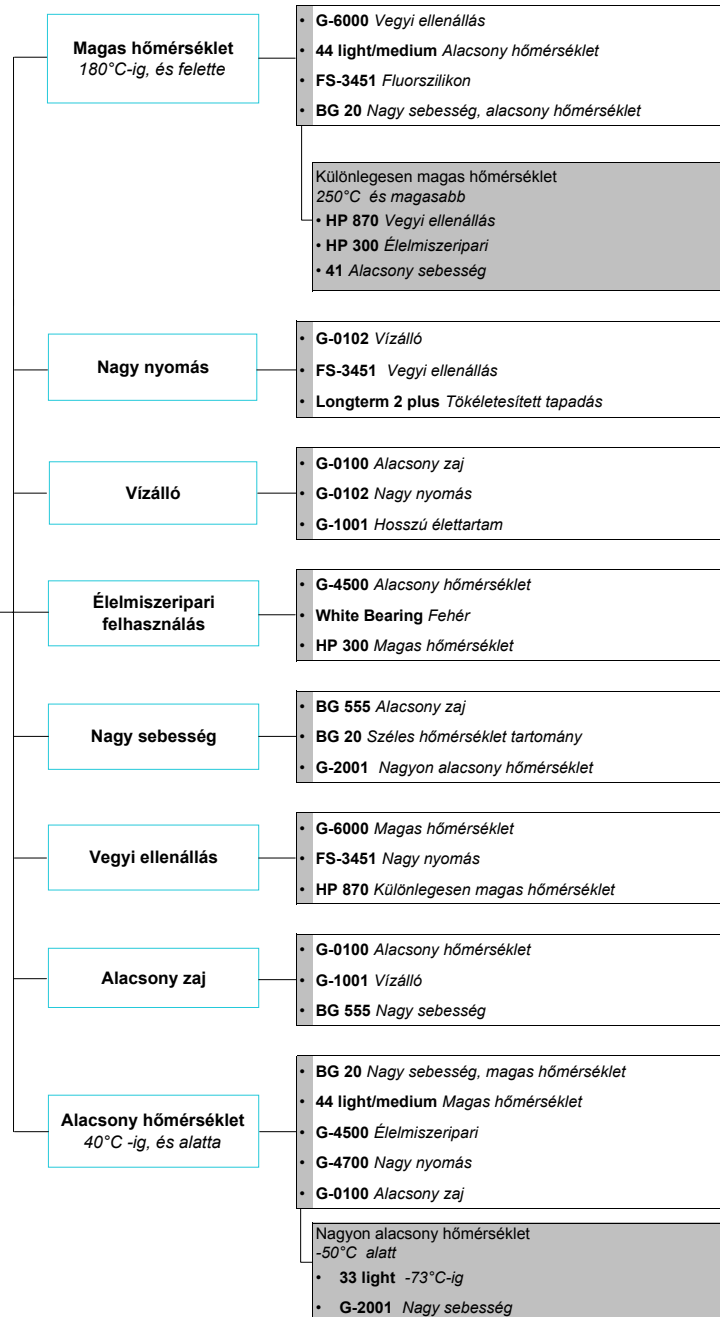 Magas hőmérséklet
180°C-ig, és felette
• G-6000 Vegyi ellenállás
• 44 light/medium Alacsony hőmérséklet
• FS-3451 Fluorszilikon
• BG 20 Nagy sebesség, alacsony hőmérséklet
Különlegesen magas hőmérséklet
250°C és magasabb
• HP 870 Vegyi ellenállás
• HP 300 Élelmiszeripari
• 41 Alacsony sebesség
Nagy nyomás
• G-0102 Vízálló
• FS-3451 Vegyi ellenállás
• Longterm 2 plus Tökéletesített tapadás
Vízálló
• G-0100 Alacsony zaj
• G-0102 Nagy nyomás
• G-1001 Hosszú élettartam
Élelmiszeripari
felhasználás
• G-4500 Alacsony hőmérséklet
• White Bearing Fehér
• HP 300 Magas hőmérséklet
Nagy sebesség
• BG 555 Alacsony zaj
• BG 20 Széles hőmérséklet tartomány
• G-2001 Nagyon alacsony hőmérséklet
Vegyi ellenállás
• G-6000 Magas hőmérséklet
• FS-3451 Nagy nyomás
• HP 870 Különlegesen magas hőmérséklet
Alacsony zaj
• G-0100 Alacsony hőmérséklet
• G-1001 Vízálló
• BG 555 Nagy sebesség
Alacsony hőmérséklet
40°C -ig, és alatta
• BG 20 Nagy sebesség, magas hőmérséklet
• 44 light/medium Magas hőmérséklet
• G-4500 Élelmiszeripari
• G-4700 Nagy nyomás
• G-0100 Alacsony zaj
Nagyon alacsony hőmérséklet
-50°C alatt
• 33 light -73°C-ig
• G-2001 Nagy sebesség